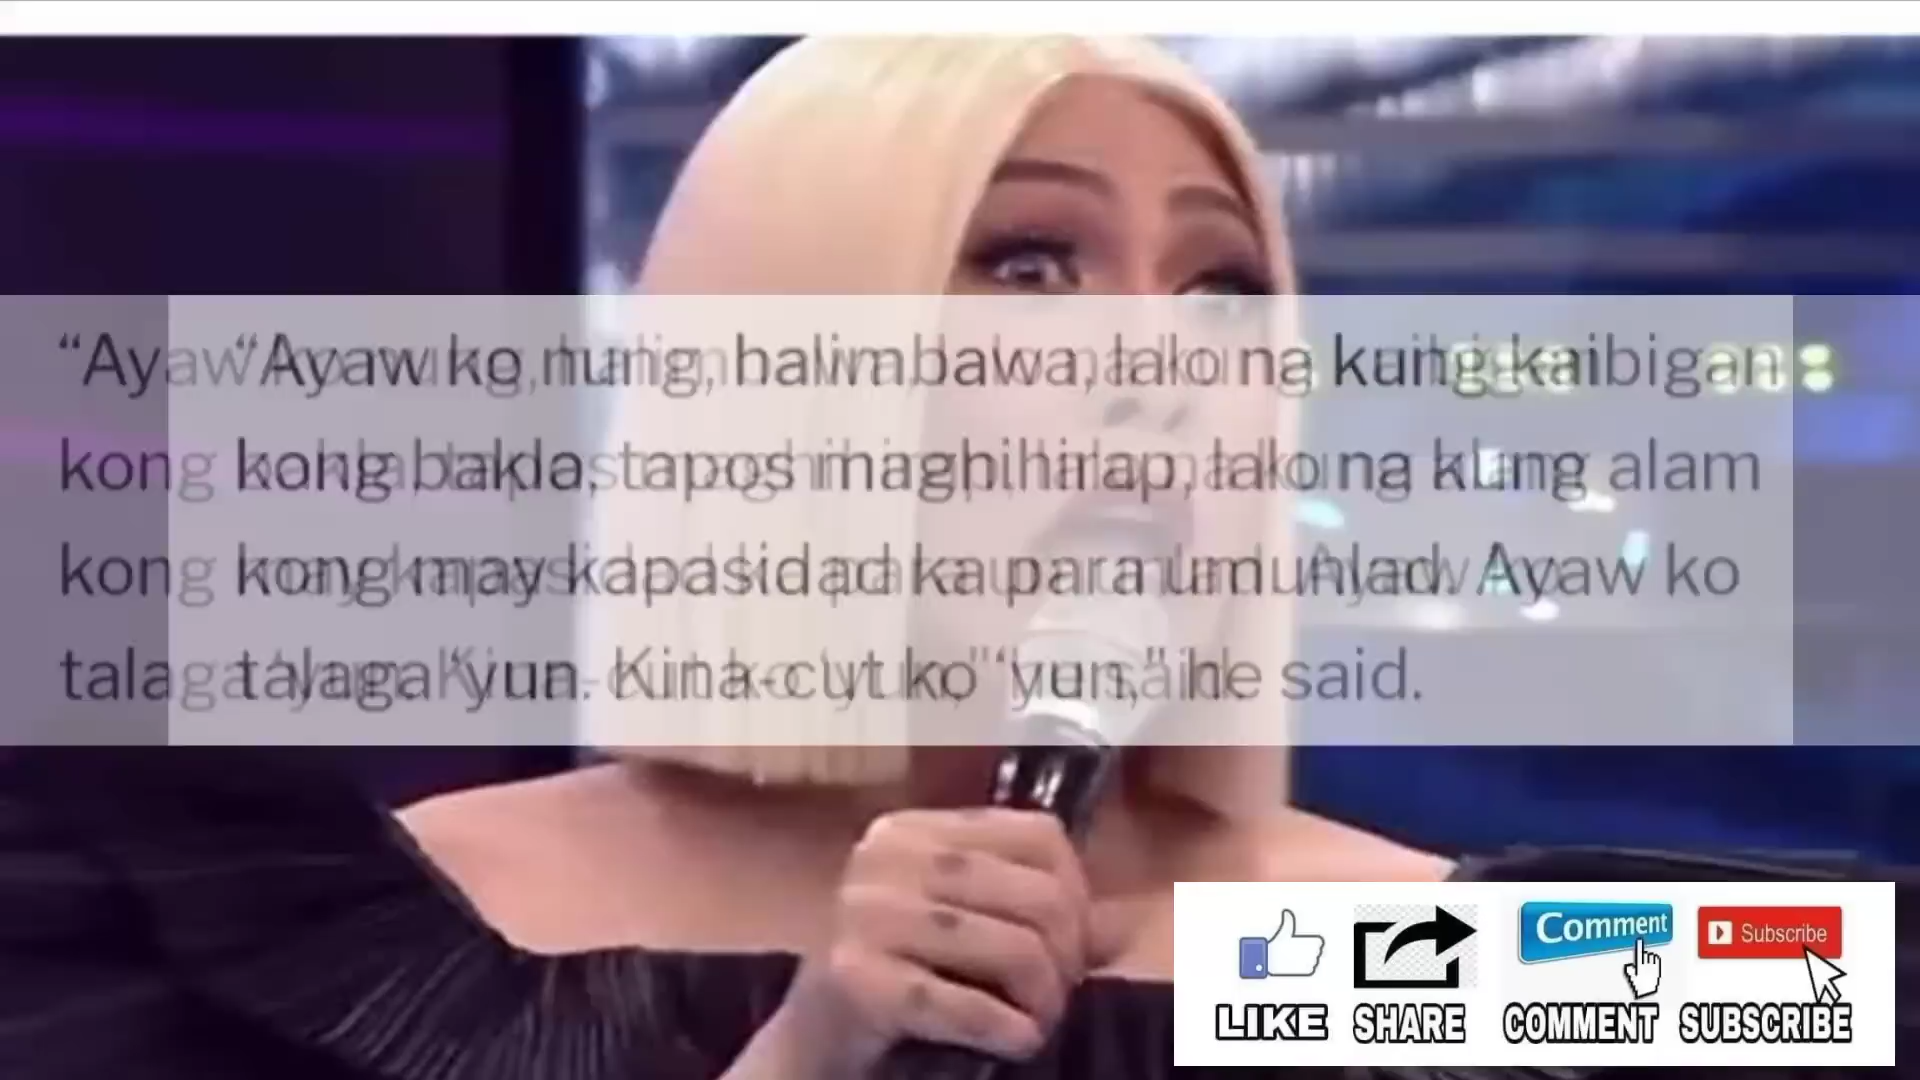 “Ayaw ko nung, halimbawa, lalo na kung kaibigan
kong bakla, tapos maghihirap, lalo na kung alam
kong may kapasidad ka para umunlad. Ayaw ko
talaga ‘yun. Kina-cut ko ‘yun,” he said.
Comment
Subscribe
LIKE SHARE COMMENT SUBSCRIBE